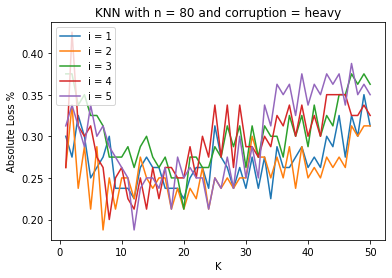 KNN with n = 80 and corruption = heavy
i = 1
i = 2
i = 3
i = 4
i = 5
Absolute Loss %
0.40
0.35
0.30
0.25
0.20
0
10
20
30
40
50
K